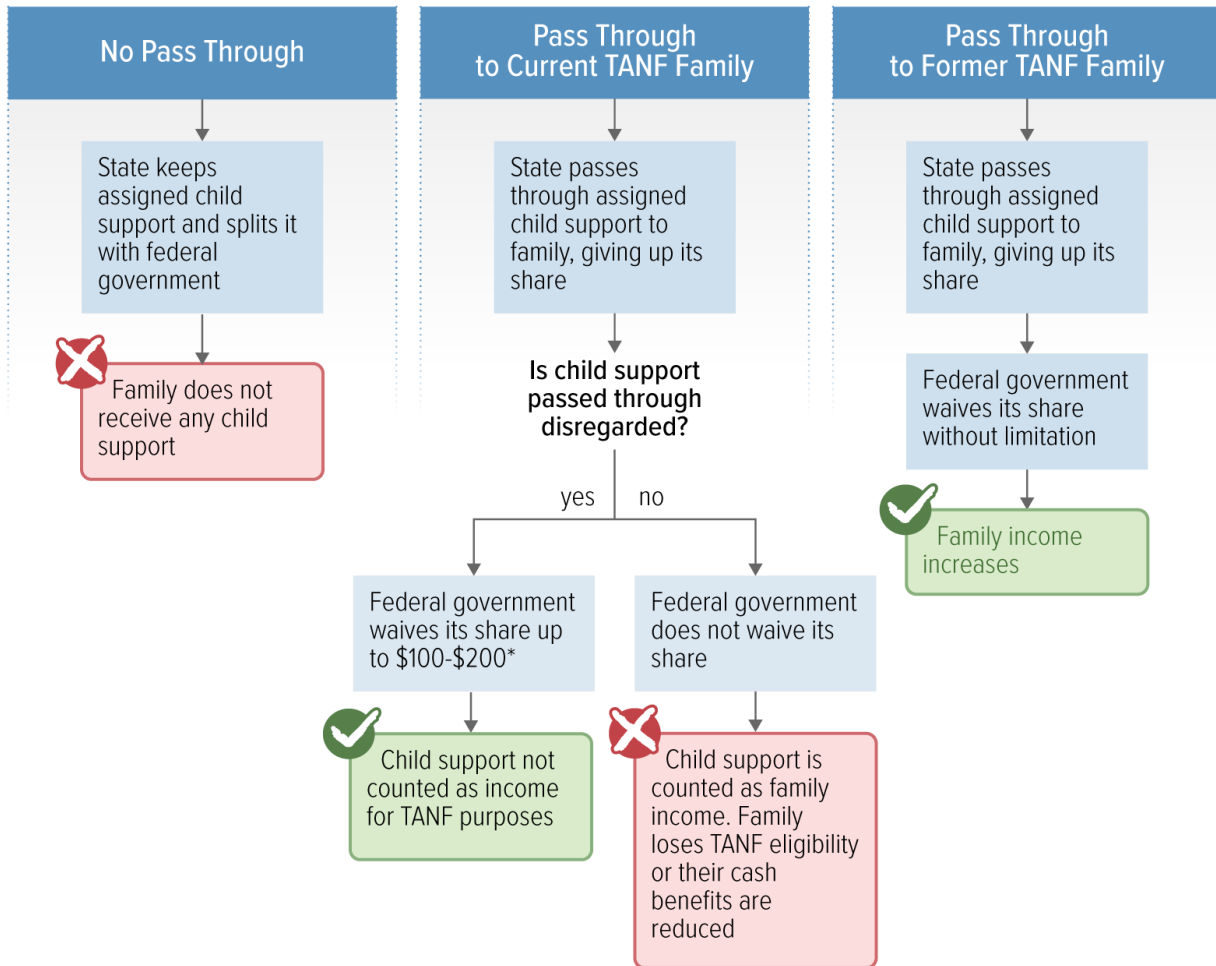 No Pass Through
State keeps
assigned child
support and splits it
with federal
government
Family does not
receive any child
support
Pass Through
to Current TANF Family
State passes
through assigned
child support to
family, giving up its
share
Is child support
passed through
disregarded?
yes
no
Federal government
waives its share up
to $100-$200*
Child support not
counted as income
for TANF purposes
Federal government
does not waive its
share
Child support is
counted as family
income. Family
loses TANF eligibility
or their cash
benefits are
reduced
Pass Through
to Former TANF Family
State passes
through assigned
child support to
family, giving up its
share
Federal government
waives its share
without limitation
Family income
increases